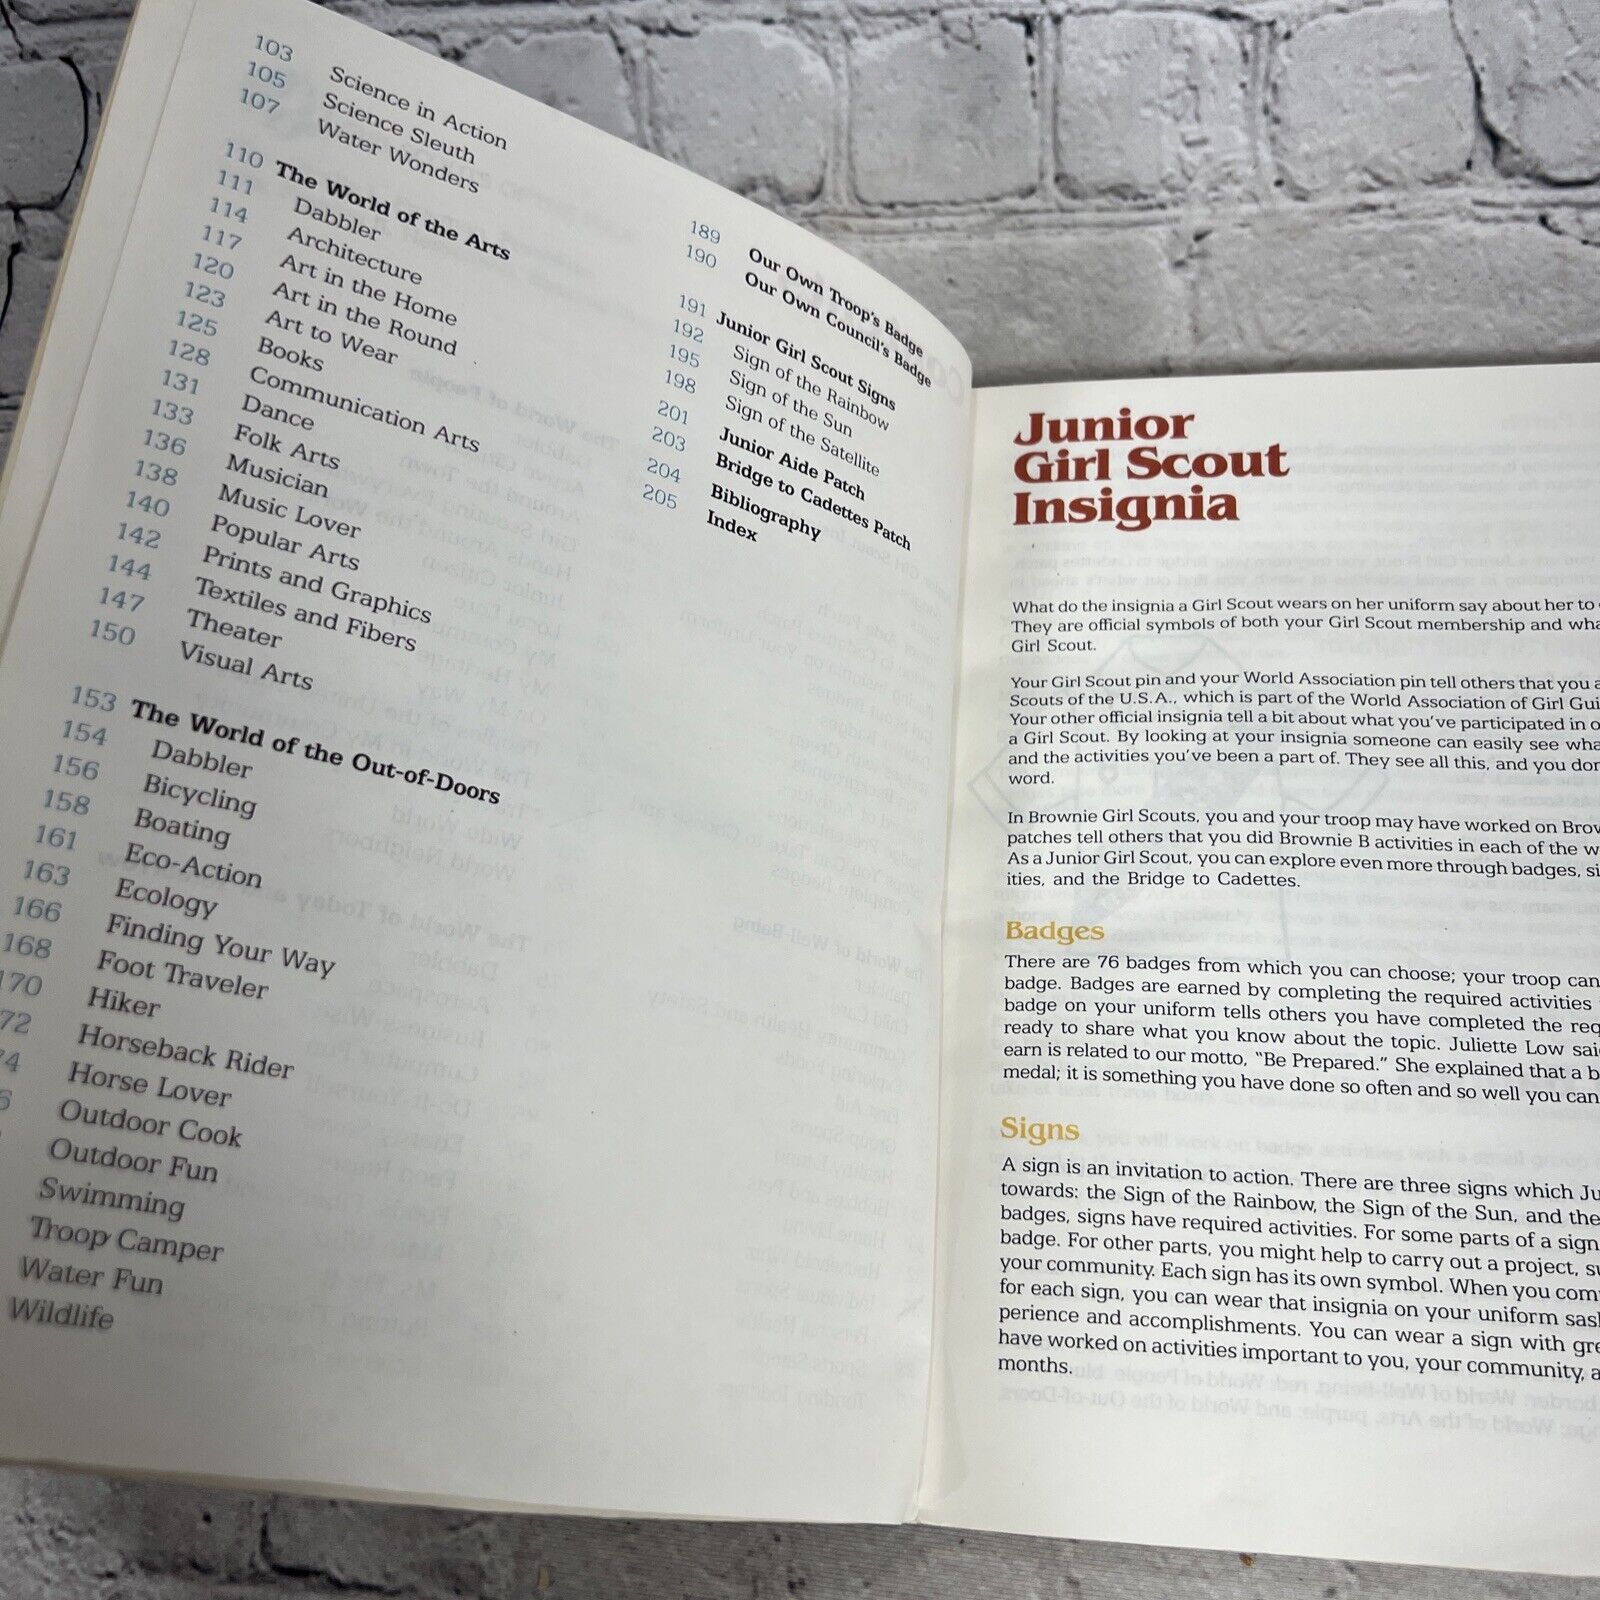 103 Science in Action
105 Science Sleuth
107 Water Wonders
110 The World of the Arts
111 Dabbler
114 Architecture
117 Art in the Home
120 Art in the Round
123 Art to Wear
125 Books
128 Communication Arts
131 Dance
133 Folk Arts
136 Musician
138 Music Lover
140 Popular Arts
142 Prints and Graphics
144 Textiles and Fibers
147 Theater
150 Visual Arts
153 The World of the Out-of-Doors
154 Dabbler
156 Bicycling
158 Boating
161 Eco-Action
163 Ecology
166 Finding Your Way
168 Foot Traveler
170 Hiker
72 Horseback Rider
74 Horse Lover
Outdoor Cook
Outdoor Fun
Swimming
Troop Camper
Water Fun
Wildlife
189 Our Own Troop's Badge
190 Our Own Council's Badge
191 Junior Girl Scout Signs
192 Sign of the Rainbow
195 Sign of the Sun
198 Sign of the Satellite
201 Junior Aide Patch
203 Bridge to Cadettes Patch
204 Bibliography
205 Index
Junior
Girl Scout
Insignia
What do the insignia a Girl Scout wears on her uniform say about her to
They are official symbols of both your Girl Scout membership and wha
Girl Scout.
Your Girl Scout pin and your World Association pin tell others that you a
Scouts of the U.S.A., which is part of the World Association of Girl Gui
Your other official insignia tell a bit about what you've participated in o
a Girl Scout. By looking at your insignia someone can easily see wha
and the activities you've been a part of. They see all this, and you don
word.
In Brownie Girl Scouts, you and your troop may have worked on Brow
patches tell others that you did Brownie B activities in each of the w
As a Junior Girl Scout, you can explore even more through badges, si
ities, and the Bridge to Cadettes.
Badges
There are 76 badges from which you can choose; your troop can
badge. Badges are earned by completing the required activities
badge on your uniform tells others you have completed the req
ready to share what you know about the topic. Juliette Low said
earn is related to our motto, "Be Prepared." She explained that a b
medal; it is something you have done so often and so well you can
Signs
A sign is an invitation to action. There are three signs which Ju
towards: the Sign of the Rainbow, the Sign of the Sun, and the
badges, signs have required activities. For some parts of a sign
badge. For other parts, you might help to carry out a project, su
your community. Each sign has its own symbol. When you com
for each sign, you can wear that insignia on your uniform sash
perience and accomplishments. You can wear a sign with gre
have worked on activities important to you, your community, a
months.